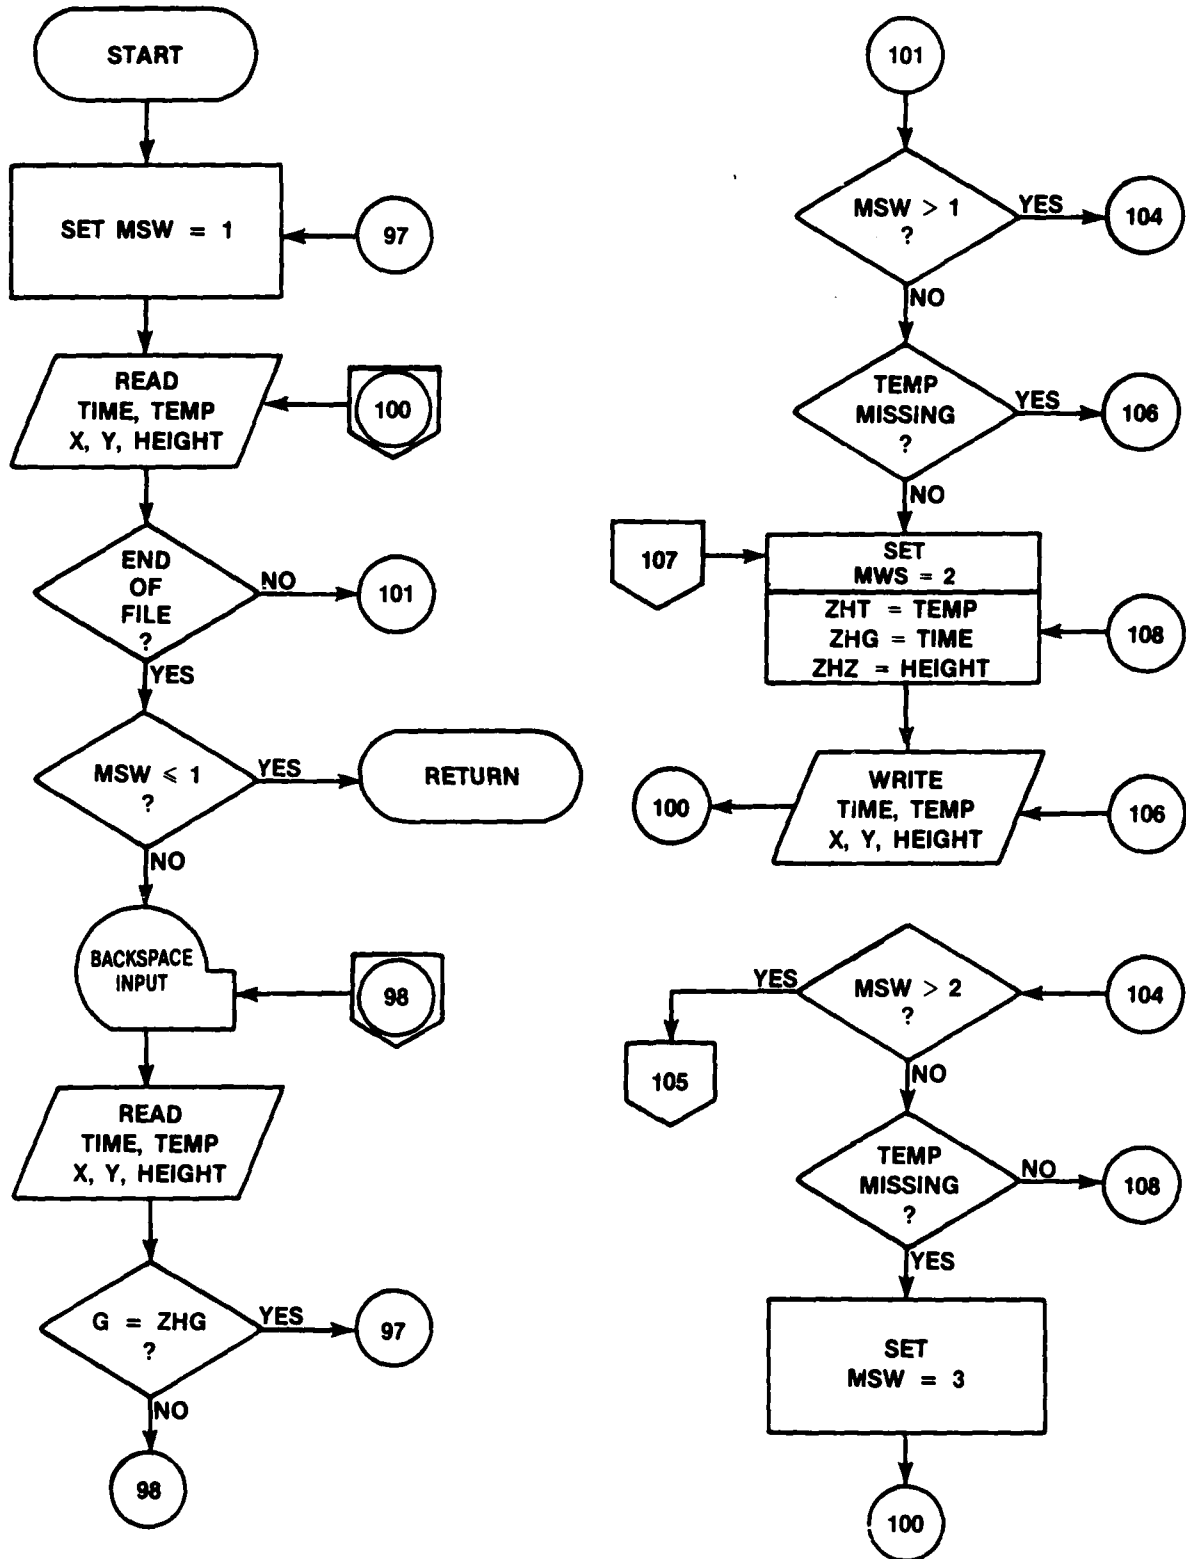 START
SET MSW = 1
97
READ
TIME, TEMP
X, Y, HEIGHT
100
END
OF
FILE
?
NO
101
YES
MSW ⩽ 1
?
YES
RETURN
NO
BACKSPACE
INPUT
98
READ
TIME, TEMP
X, Y, HEIGHT
G = ZHG
?
YES
97
NO
98
101
MSW > 1
?
YES
104
NO
TEMP
MISSING
?
YES
106
NO
107
SET
MWS = 2
ZHT = TEMP
ZHG = TIME
ZHZ = HEIGHT
108
WRITE
TIME, TEMP
X, Y, HEIGHT
100
106
MSW > 2
?
YES
104
105
NO
TEMP
MISSING
?
NO
108
YES
SET
MSW = 3
100